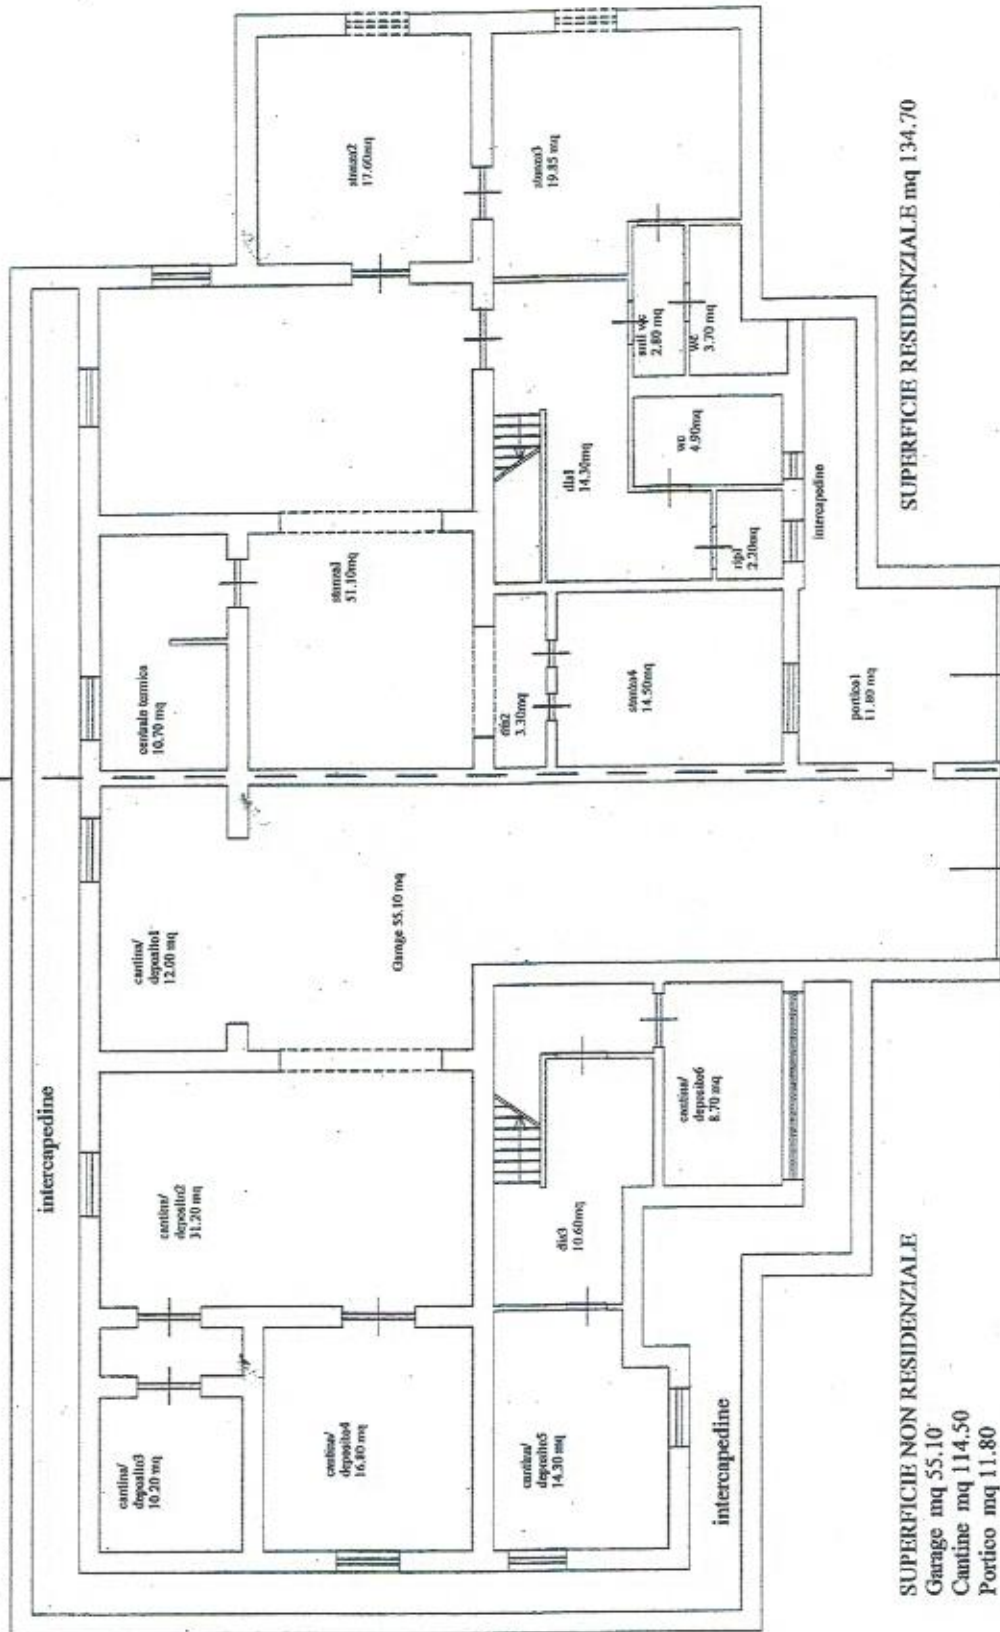 intercapedine
cantina/
deposito3
10.20 mq
cantina/
deposito2
31.20 mq
cantina/
deposito1
12.00 mq
centrale termica
10.70 mq
cantina/
deposito4
16.80 mq
Garage 55.10 mq
stanza1
51.10mq
stanza2
17.60mq
cantina/
deposito5
14.30 mq
dis3
10.60mq
cantina/
deposito6
8.70 mq
dis2
3.30mq
stanza4
14.50mq
dis1
14.30mq
rip1
2.20mq
wc
4.90mq
anti wc
2.80 mq
wc
3.70 mq
stanza3
19.85 mq
intercapedine
portico1
11.80 mq
intercapedine
SUPERFICIE NON RESIDENZIALE
Garage mq 55.10
Cantine mq 114.50
Portico mq 11.80
SUPERFICIE RESIDENZIALE mq 134.70